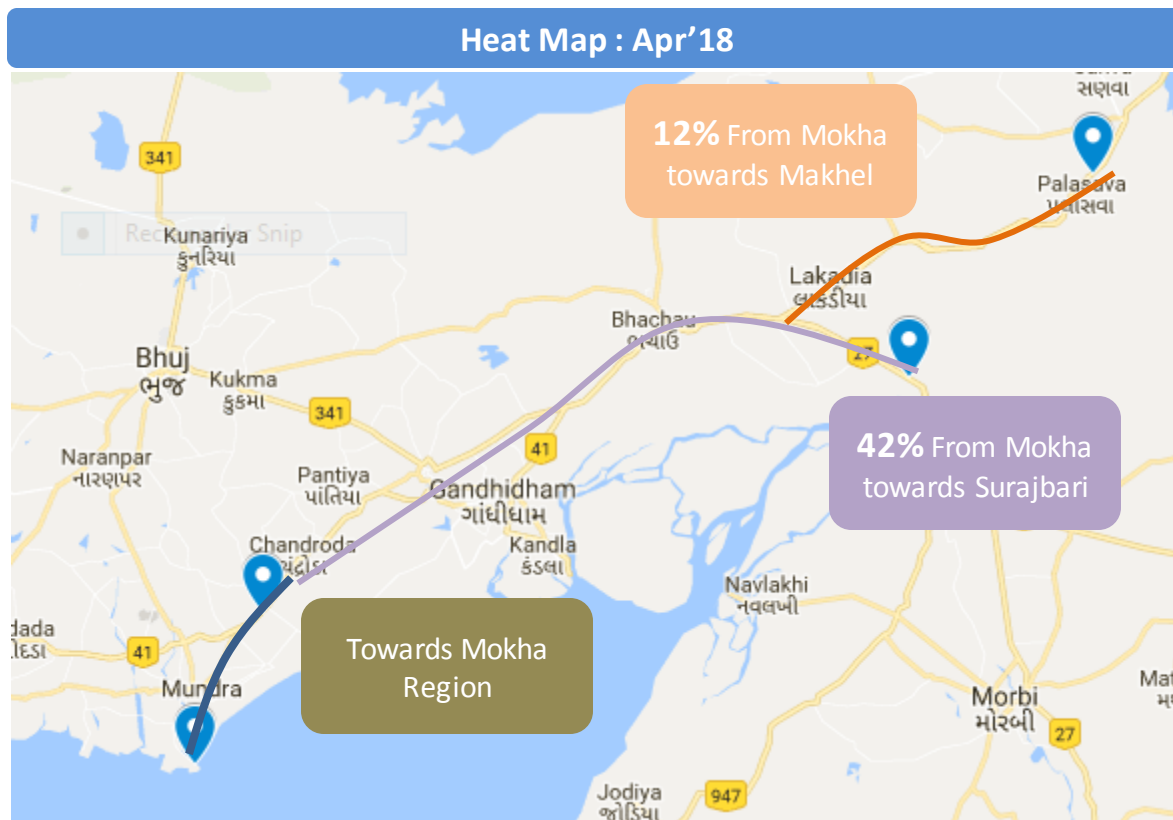 Heat Map : Apr’18
સણવા
341
12% From Mokha
towards Makhel
Palasava
પલાસવા
Kunariya
કુનરિયા
Lakadia
લાકડીયા
Bhachau
ભચાઉ
27
Bhuj
ભુજ
Kukma
કુકમા
341
42% From Mokha
towards Surajbari
41
Naranpar
નારણપર
Pantiya
પાંતિયા
Gandhidham
ગાંધીધામ
Chandroda
ચંદ્રોડા
Kandla
કંડલા
Navlakhi
નવલખી
41
Towards Mokha
Region
Mundra
Morbi
મોરબી
27
Jodiya
જોડિયા
947